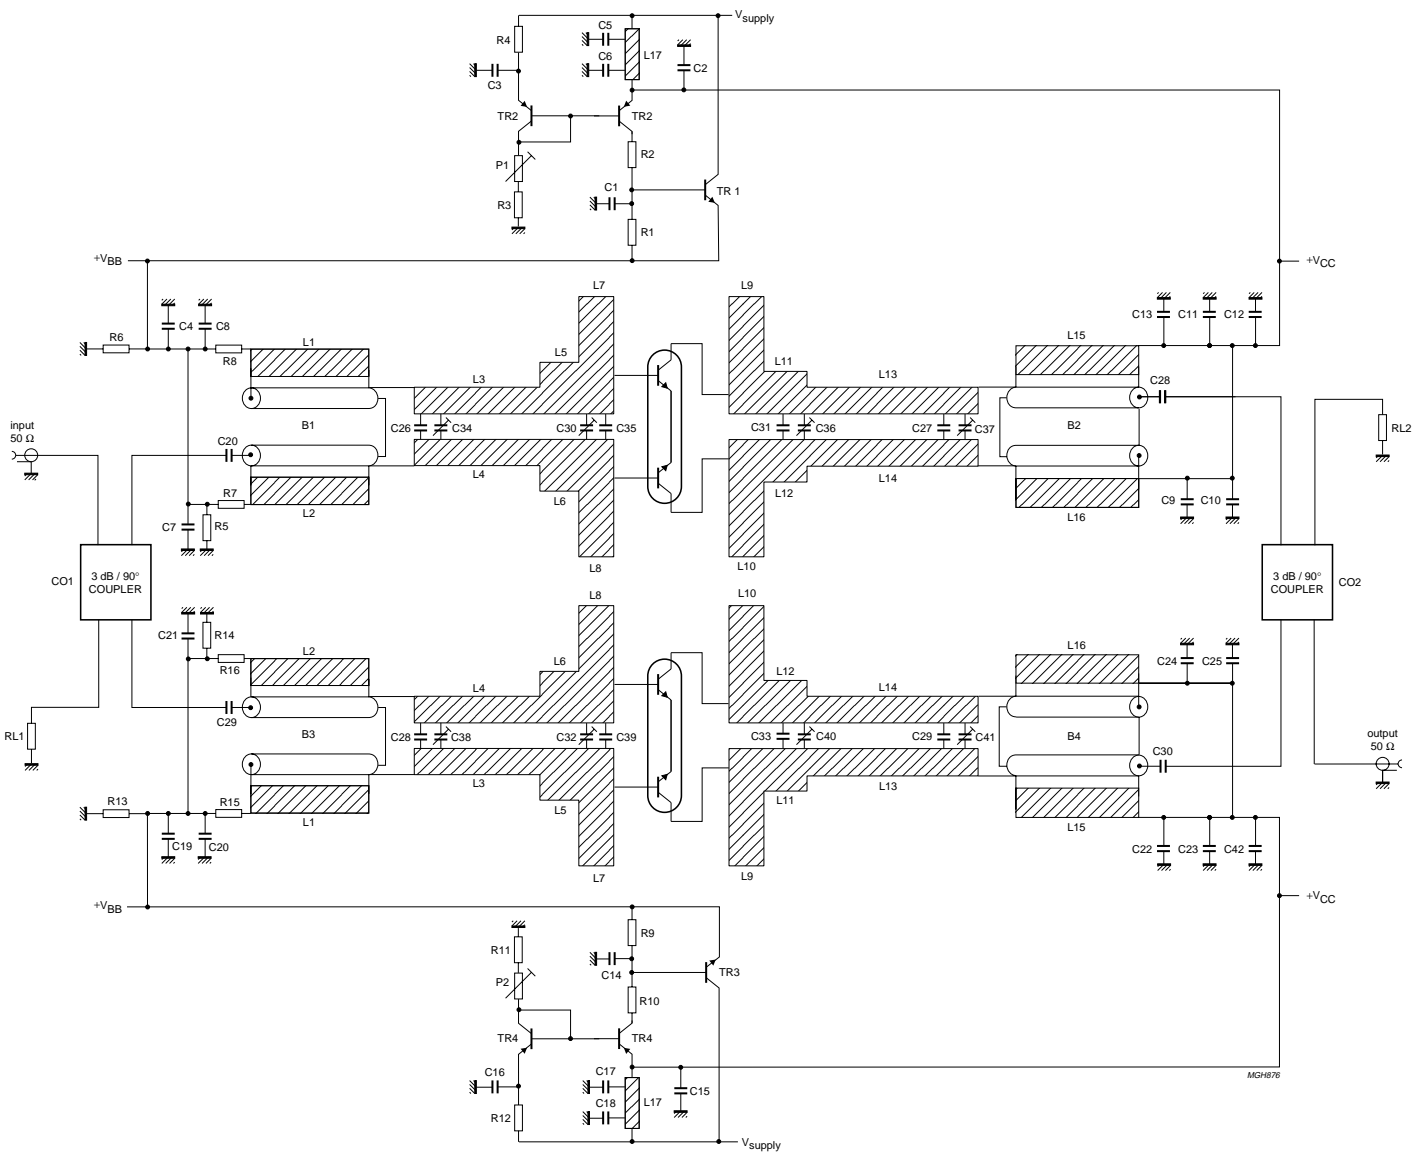 Vsupply
C5
R4
L17
C6
C2
C3
TR2
TR2
P1
R2
C1
TR 1
R3
R1
+VBB
+VCC
L7
L9
C4
C8
C13
C11
C12
R6
R8
L1
L5
L11
L15
L3
L13
C28
B1
C26
C34
C30
C35
C31
C36
C27
C37
B2
RL2
input
50 Ω
C20
R7
L4
L6
L12
L14
L2
L16
C7
R5
C9
C10
L8
L10
CO1
3 dB / 90°
COUPLER
3 dB / 90°
COUPLER
CO2
L8
L10
C21
R14
R16
L2
L6
L12
L16
C24
C25
L4
L14
C29
RL1
B3
C28
C38
C32
C39
C33
C40
C29
C41
B4
C30
output
50 Ω
L3
L13
R13
R15
L1
L5
L11
L15
C19
C20
C22
C23
C42
L7
L9
+VBB
+VCC
R9
R11
C14
TR3
P2
R10
TR4
TR4
C16
C17
C15
L17
C18
R12
MGH876
Vsupply